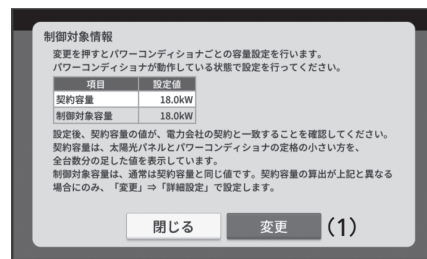 制御対象情報
変更を押すとパワーコンディショナごとの容量設定を行います。
パワーコンディショナが動作している状態で設定を行ってください。
項目 設定値
契約容量 18.0kW
制御対象容量 18.0kW
設定後、契約容量の値が、電力会社の契約と一致することを確認してください。
契約容量は、太陽光パネルとパワーコンディショナの定格の小さい方を、
全台数分の足した値を表示しています。
制御対象容量は、通常は契約容量と同じ値です。契約容量の算出が上記と異なる
場合にのみ、「変更」⇒「詳細設定」で設定します。
閉じる 変更 (1)